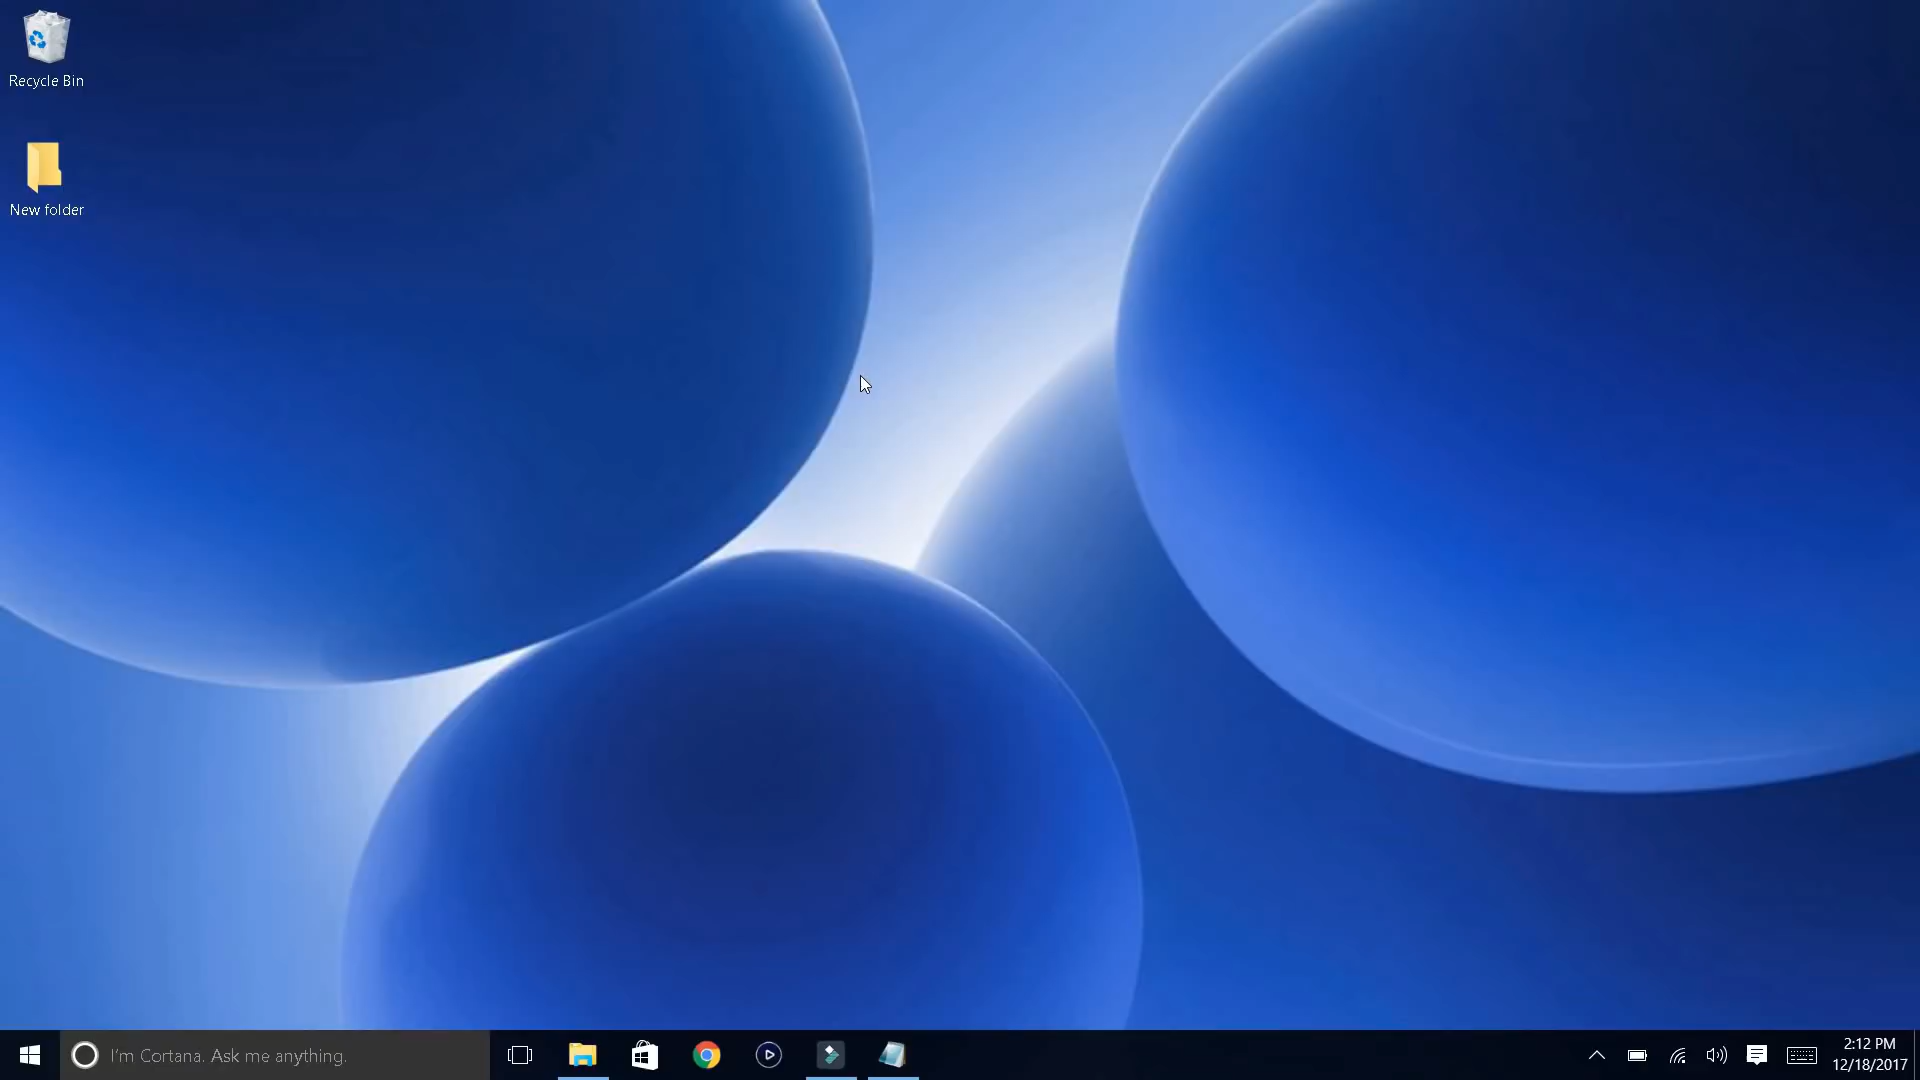 Recycle Bin
New folder
I'm Cortana. Ask me anything.
2:12 PM
12/18/2017